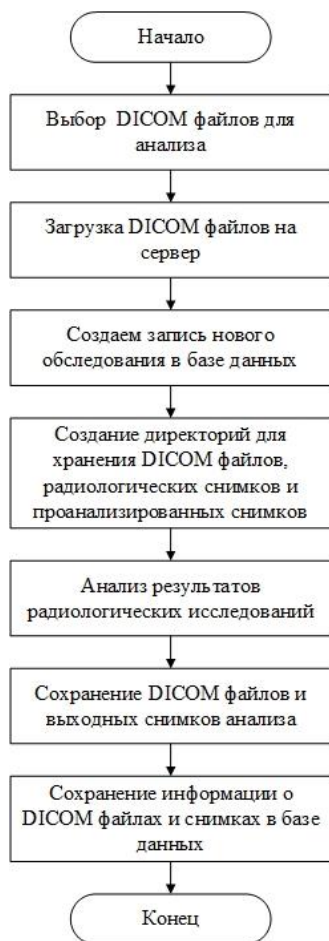 Начало
Выбор DICOM файлов для
анализа
Загрузка DICOM файлов на
сервер
Создаем запись нового
обследования в базе данных
Создание директорий для
хранения DICOM файлов,
радиологических снимков и
проанализированных снимков
Анализ результатов
радиологических исследований
Сохранение DICOM файлов и
выходных снимков анализа
Сохранение информации о
DICOM файлах и снимках в базе
данных
Конец